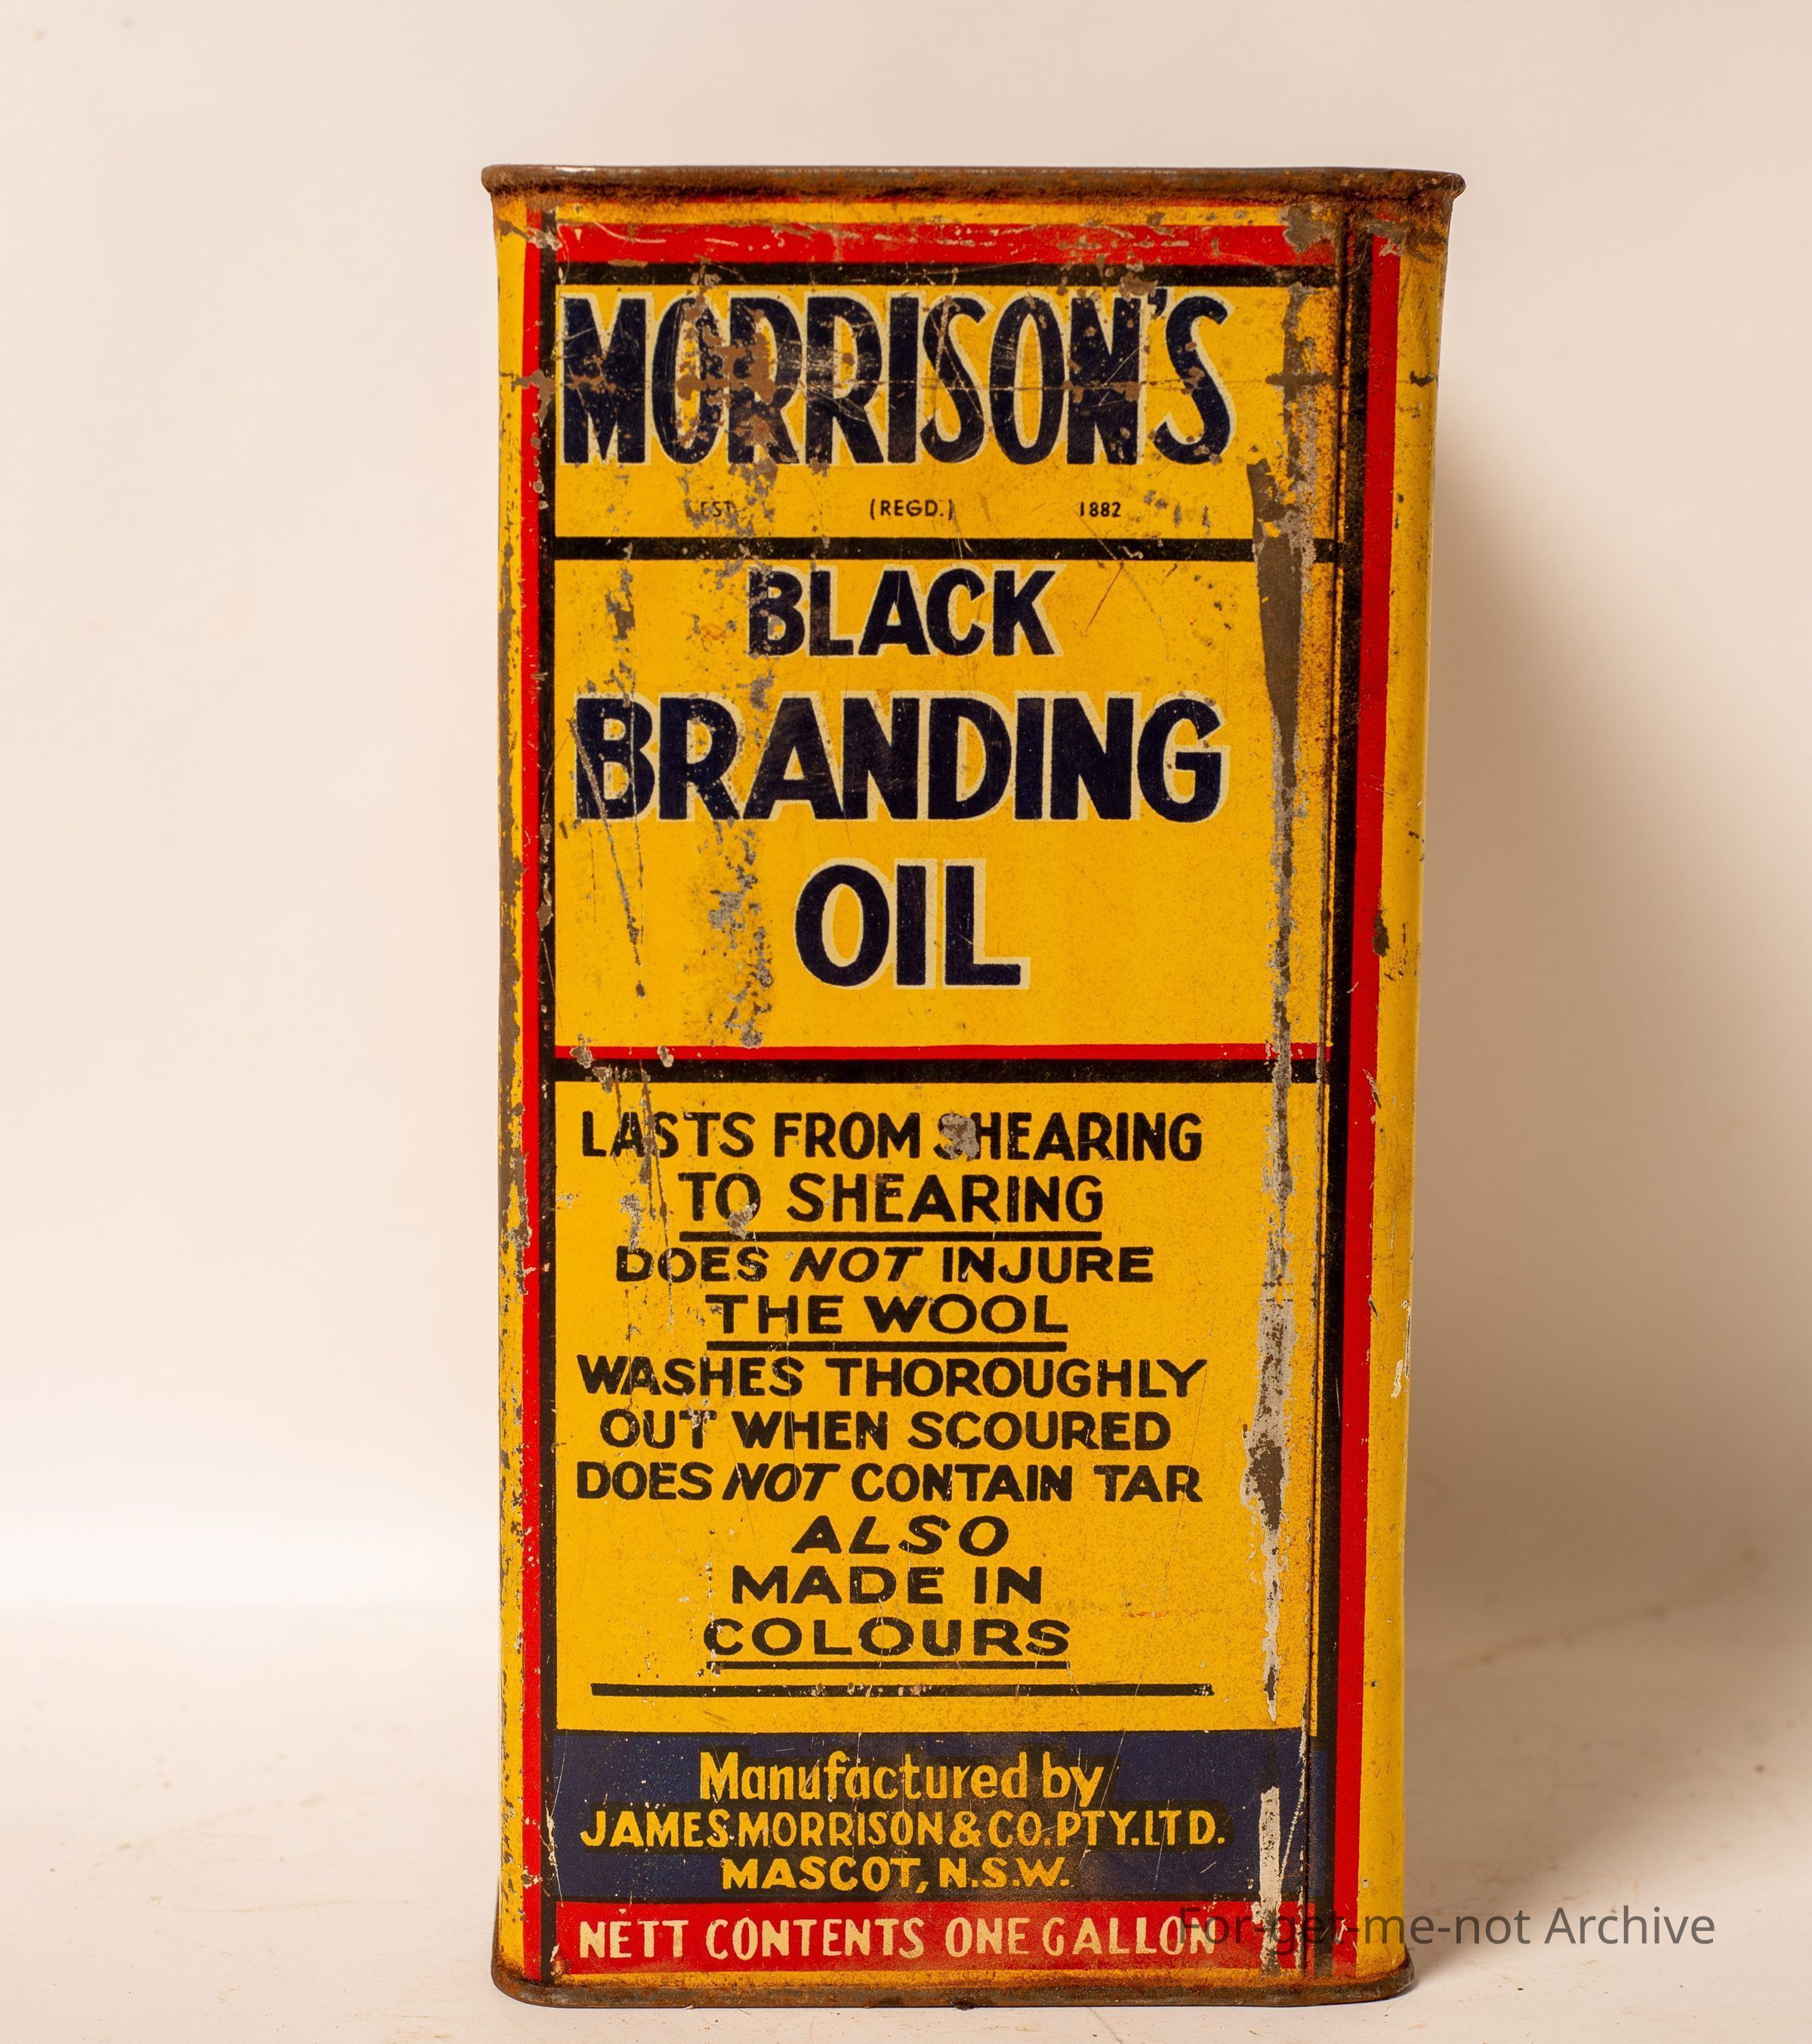 MORRISON'S
EST. (REGD.) 1882
BLACK
BRANDING
OIL
LASTS FROM SHEARING
TO SHEARING
DOES NOT INJURE
THE WOOL
WASHES THOROUGHLY
OUT WHEN SCOURED
DOES NOT CONTAIN TAR
ALSO
MADE IN
COLOURS
Manufactured by
JAMES MORRISON & CO. PTY. LTD.
MASCOT, N.S.W.
NETT CONTENTS ONE GALLON
For-get-me-not Archive